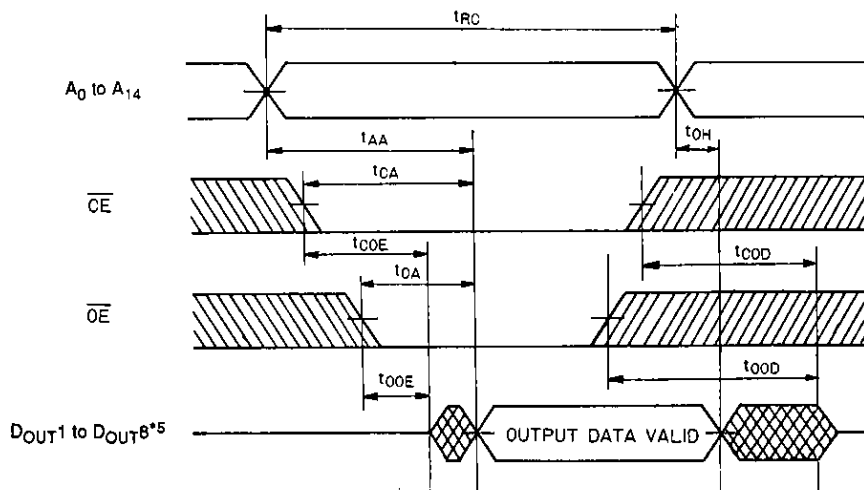 tRC
A0 to A14
tAA
tOH
tCA
CE
tCOE
tCOD
tOA
OE
tOOE
tOOD
DOUT1 to DOUT8*5
OUTPUT DATA VALID